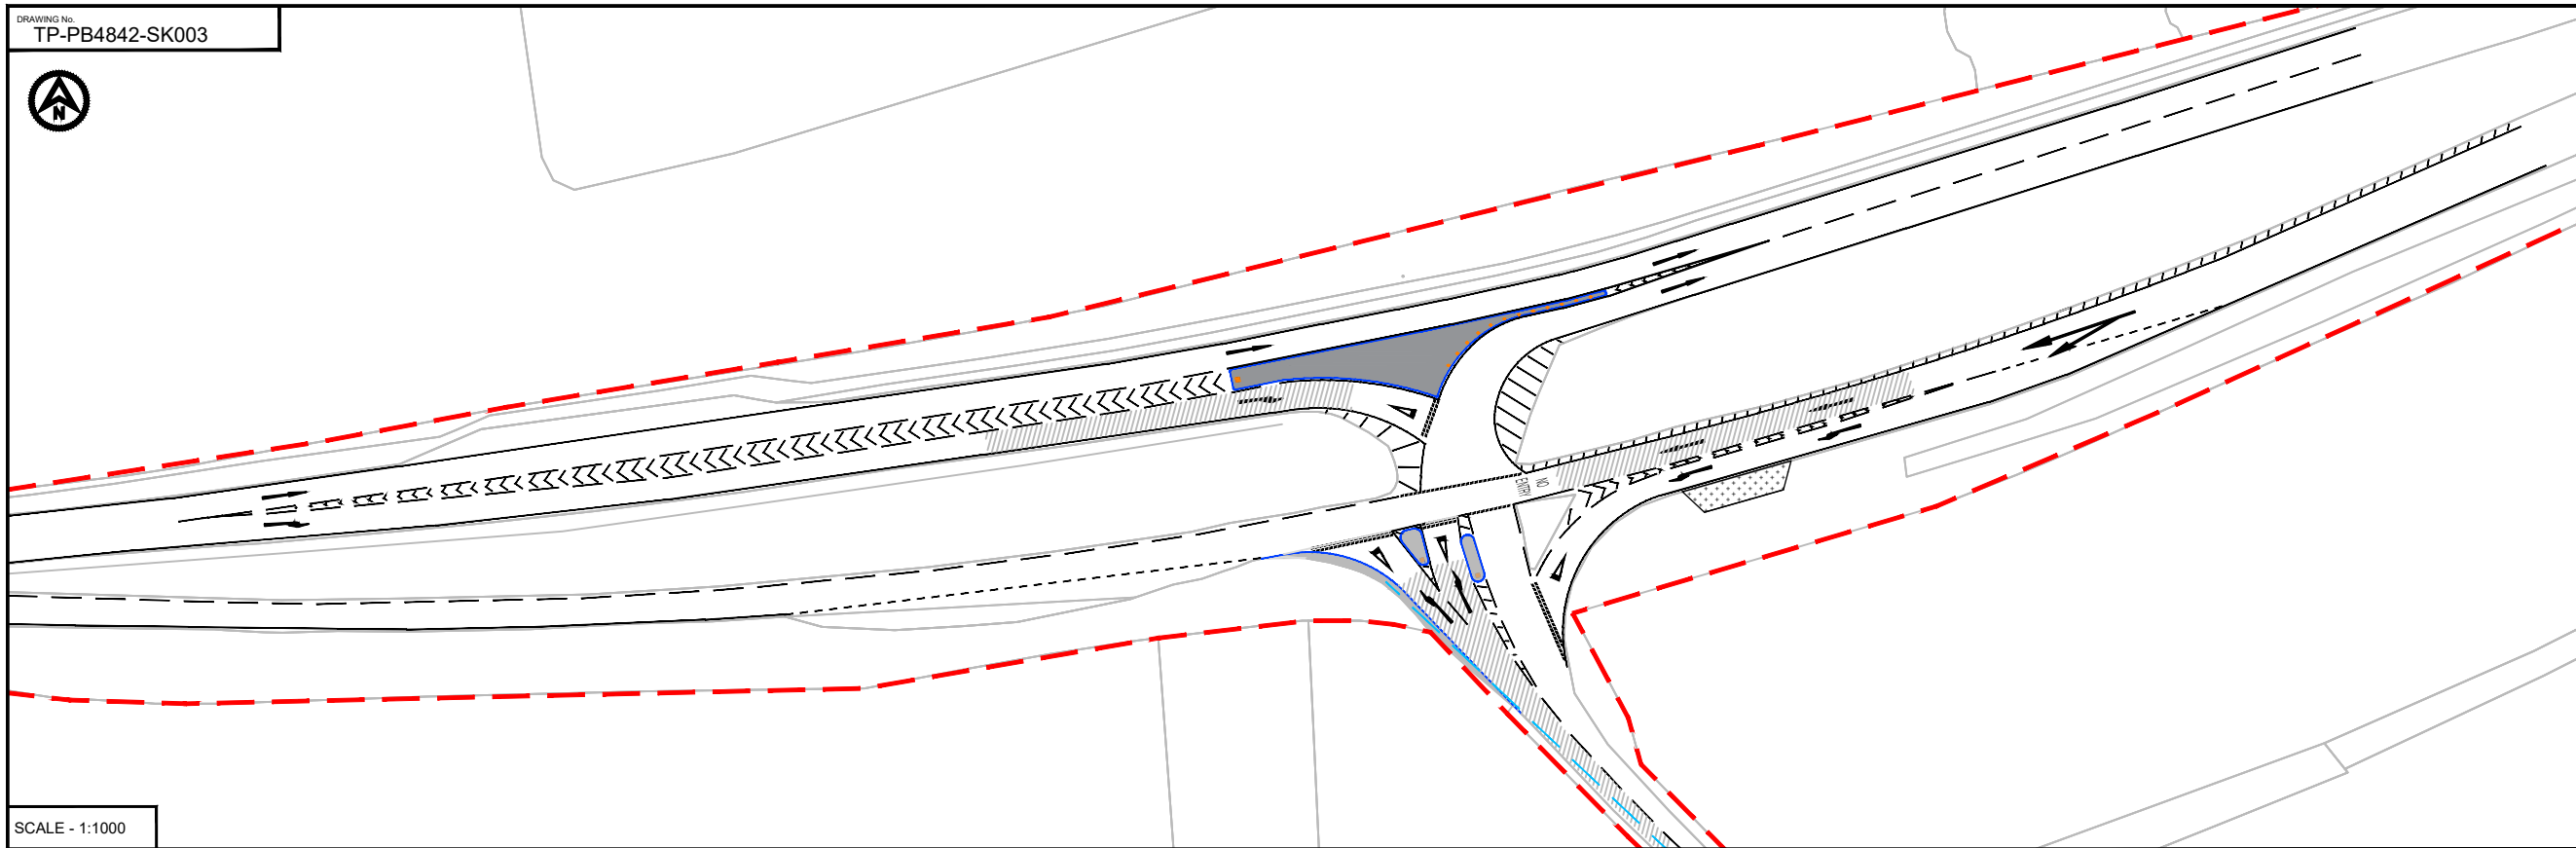 DRAWING No.
TP-PB4842-SK003
N
NO
ENTRY
SCALE - 1:1000